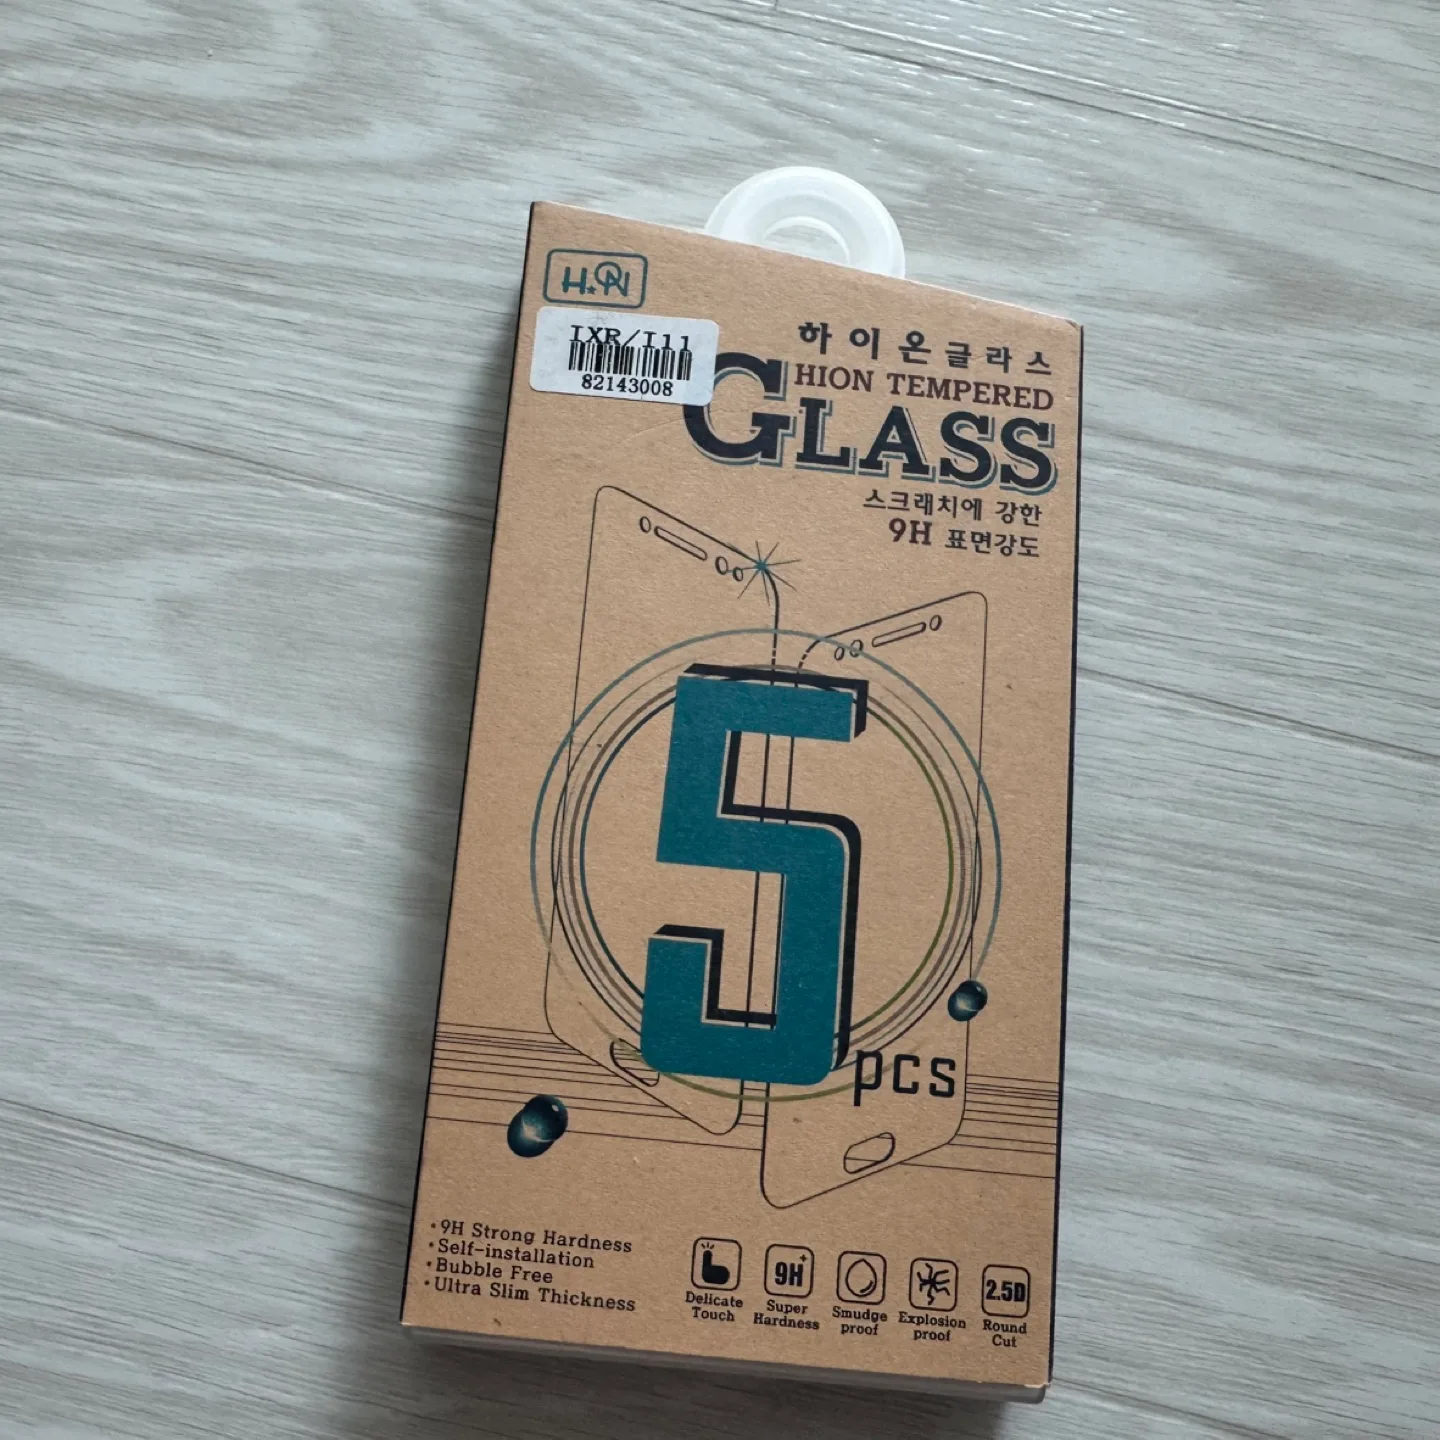 H.ON
IXR/I11
82143008
하이온글라스
HION TEMPERED
GLASS
스크래치에 강한
9H 표면강도
5
pcs
• 9H Strong Hardness
• Self-installation
• Bubble Free
• Ultra Slim Thickness
Delicate
Touch
9H+
Super
Hardness
Smudge
proof
Explosion
proof
2.5D
Round
Cut